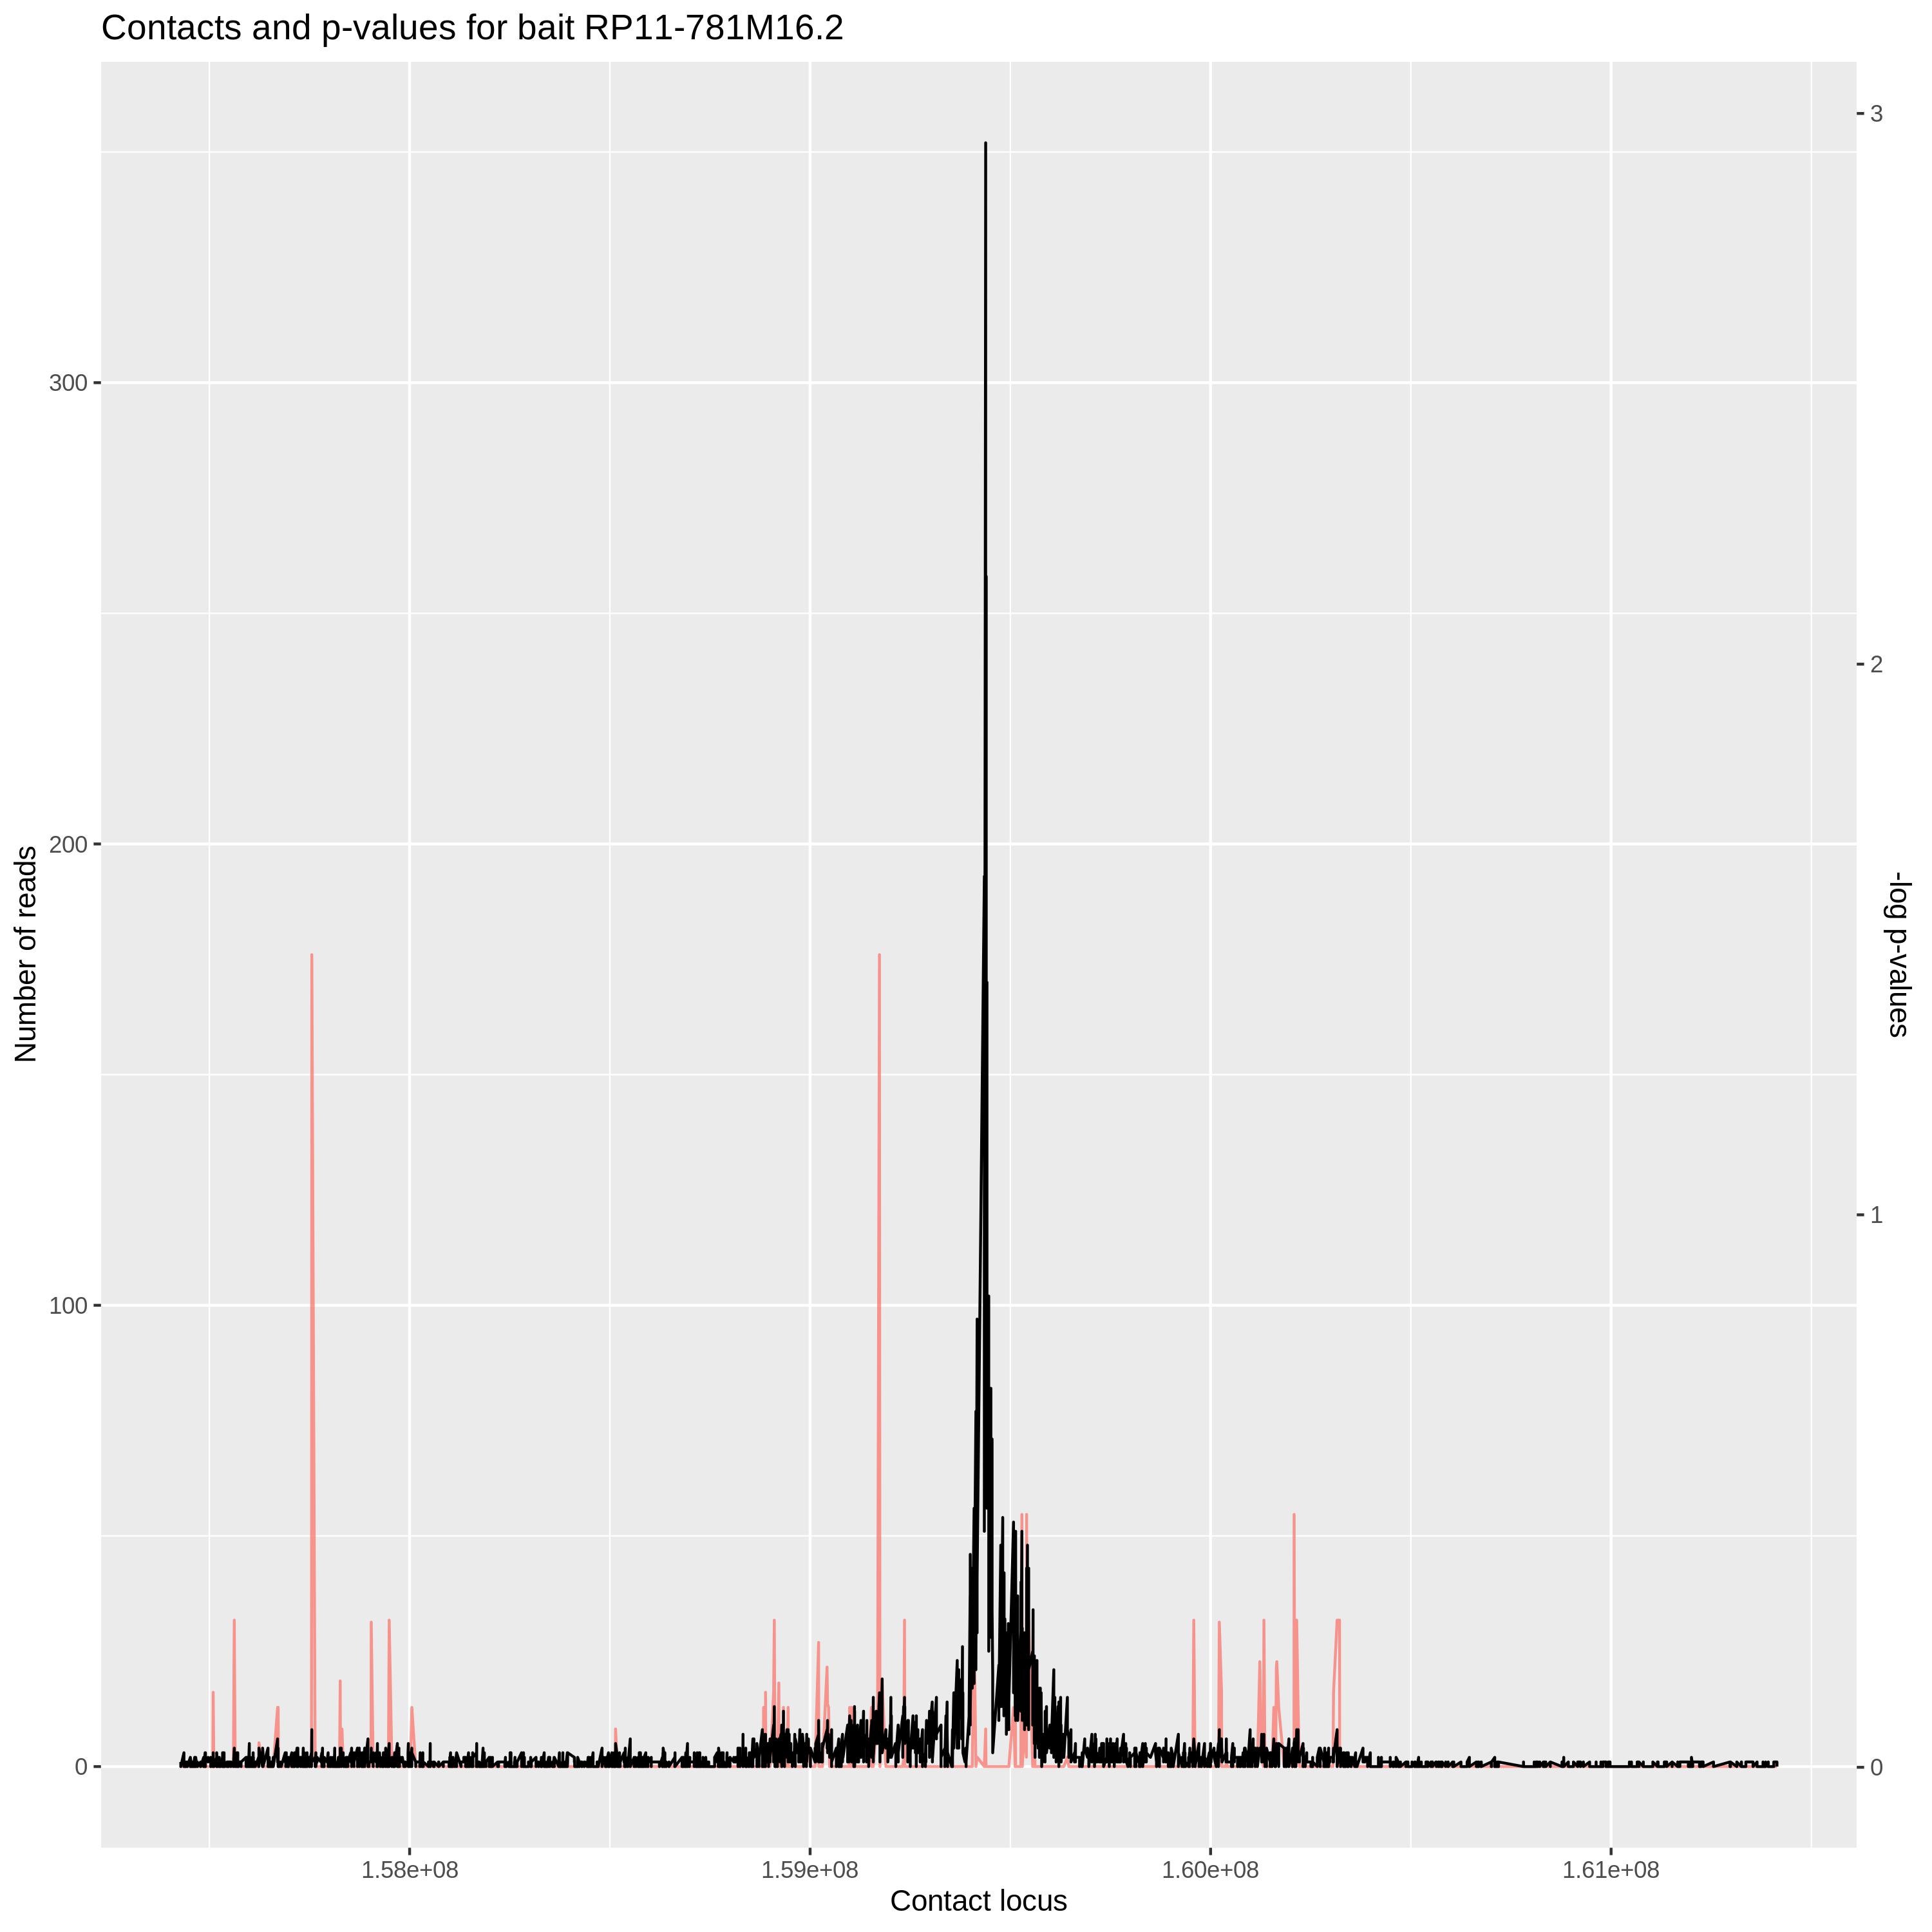 Contacts and p-values for bait RP11-781M16.2
3
300
2
200
Number of reads
-log p-values
1
100
0
0
1.58e+08
1.59e+08
1.60e+08
1.61e+08
Contact locus